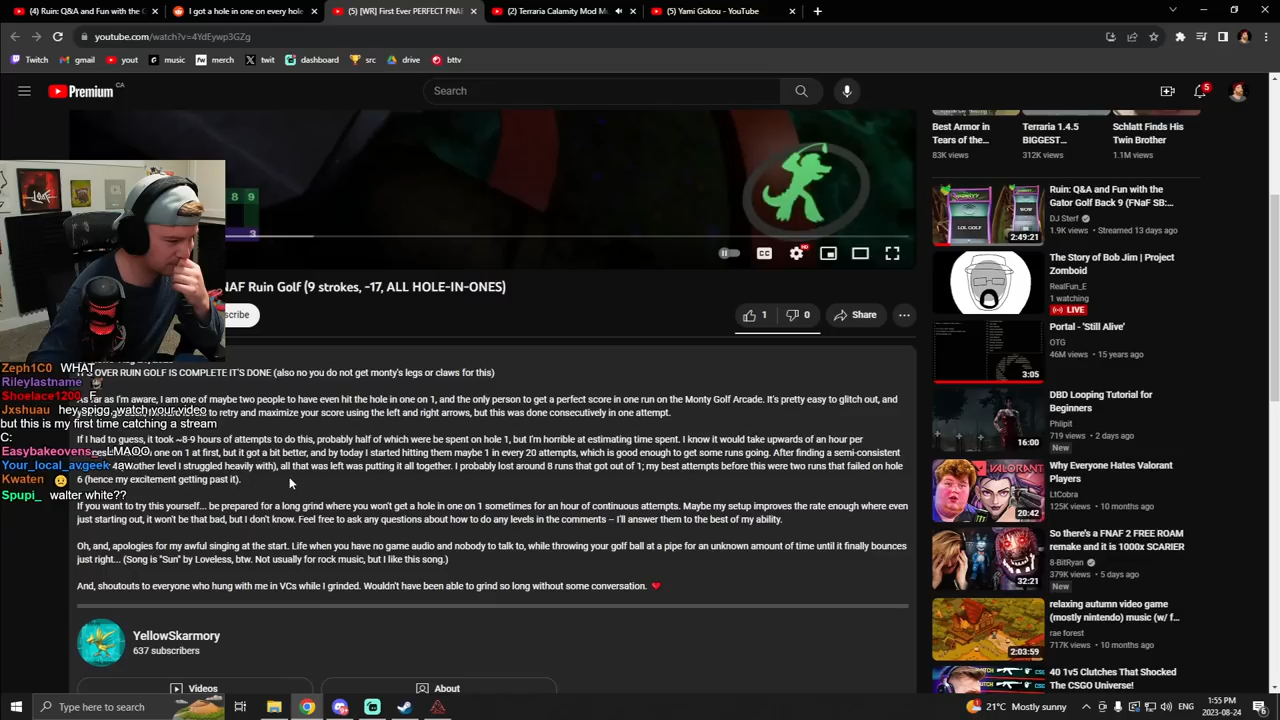 (4) Ruin: Q&A and Fun with the G
I got a hole in one on every hole
(5) [WR] First Ever PERFECT FNAF
(2) Terraria Calamity Mod Mu
(5) Yami Gokou - YouTube
youtube.com/watch?v=4YdEywp3GZg
Twitch
gmail
yout
music
merch
twit
dashboard
src
drive
bttv
Premium
CA
Search
5
Best Armor in
Tears of the...
83K views
Terraria 1.4.5
BIGGEST...
312K views
Schlatt Finds His
Twin Brother
1.1M views
8 9
3
Ruin: Q&A and Fun with the
Gator Golf Back 9 (FNaF SB:...
DJ Sterf
1.9K views • Streamed 13 days ago
LOL GOLF
WOW
2:49:21
NAF Ruin Golf (9 strokes, -17, ALL HOLE-IN-ONES)
scribe
1
0
Share
The Story of Bob Jim | Project
Zomboid
RealFun_E
1 watching
LIVE
Portal - 'Still Alive'
OTG
46M views • 15 years ago
3:05
OVER RUIN GOLF IS COMPLETE IT'S DONE (also no you do not get monty's legs or claws for this)
far as I'm aware, I am one of maybe two people to have even hit the hole in one on 1, and the only person to get a perfect score in one run on the Monty Golf Arcade. It's pretty easy to glitch out, and
to retry and maximize your score using the left and right arrows, but this was done consecutively in one attempt.
If I had to guess, it took ~8-9 hours of attempts to do this, probably half of which were spent on hole 1, but I'm horrible at estimating time spent. I know it would take upwards of an hour per
one on 1 at first, but it got a lot better, and by today I started hitting them maybe 1 in every 20 attempts, which is good enough to get some runs going. After finding a semi-consistent
other level I struggled heavily with), all that was left was putting it all together. I probably lost around 8 runs that got out of 1; my best attempts before this were two runs that failed on hole
6 (hence my excitement getting past it).
If you want to try this yourself... be prepared for a long grind where you won't get a hole in one on 1 sometimes for an hour of continuous attempts. Maybe my setup improves the rate enough where even
just starting out, it won't be that bad, but I don't know. Feel free to ask any questions about how to do any levels in the comments – I'll answer them to the best of my ability.
Oh, and, apologies for my awful singing at the start. Life when you have no game audio and nobody to talk to, while throwing your golf ball at a pipe for an unknown amount of time until it finally bounces
just right... (Song is "Sun" by Loveless, btw. Not usually for rock music, but I like this song.)
And, shoutouts to everyone who hung with me in VCs while I grinded. Wouldn't have been able to grind so long without some conversation. ❤
YellowSkarmory
637 subscribers
Videos
About
Zeph1C0 WHAT
Rileylastname
Shoelace1200 F
Jxshuau hey spigg, watch your video
but this is my first time catching a stream
C:
Easybakeovens LMAOO
Your_local_avgeek 4aw
Kwaten
Spupi_ walter white??
DBD Looping Tutorial for
Beginners
Philipit
719 views • 2 days ago
New
16:00
Why Everyone Hates Valorant
Players
LtCobra
125K views • 10 months ago
VALORANT
20:42
So there's a FNAF 2 FREE ROAM
remake and it is 1000x SCARIER
8-BitRyan
379K views • 5 days ago
New
32:21
relaxing autumn video game
(mostly nintendo) music (w/ f...
rae forest
717K views • 10 months ago
2:03:59
40 1v5 Clutches That Shocked
The CSGO Universe!
Type here to search
21°C Mostly sunny
ENG
1:55 PM
2023-08-24
6